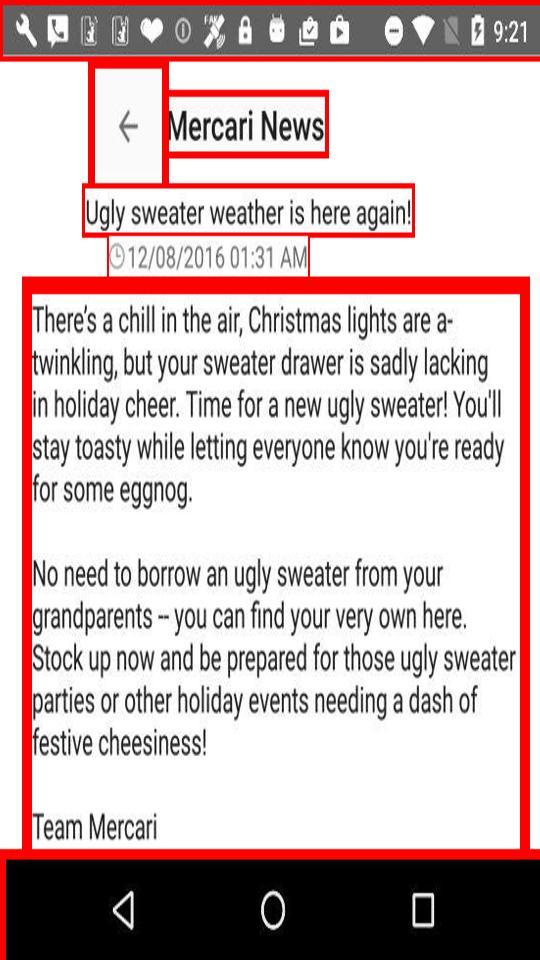 9:21
Mercari News
Ugly sweater weather is here again!
12/08/2016 01:31 AM
There's a chill in the air, Christmas lights are a-
twinkling, but your sweater drawer is sadly lacking
in holiday cheer. Time for a new ugly sweater! You'll
stay toasty while letting everyone know you're ready
for some eggnog.
No need to borrow an ugly sweater from your
grandparents -- you can find your very own here.
Stock up now and be prepared for those ugly sweater
parties or other holiday events needing a dash of
festive cheesiness!
Team Mercari